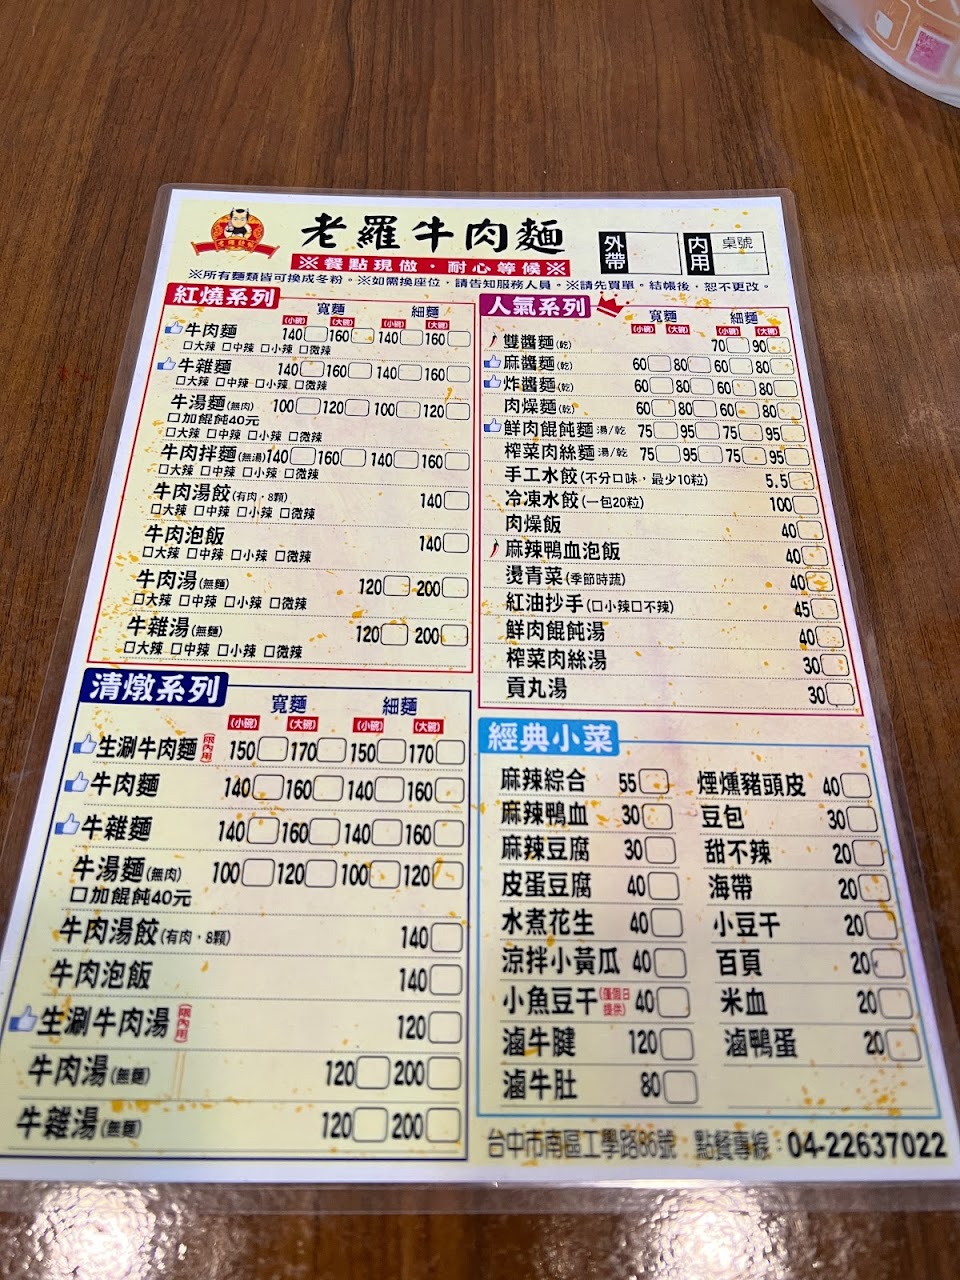 老羅牛肉麵
※餐點現做‧耐心等候※
外帶
內用
桌號
※所有麵類皆可換成冬粉。※如需換座位，請告知服務人員。※請先買單。結帳後，恕不更改。
紅燒系列
寬麵 細麵
(小碗) (大碗) (小碗) (大碗)
牛肉麵 140 160 140 160
□大辣 □中辣 □小辣 □微辣
牛雜麵 140 160 140 160
□大辣 □中辣 □小辣 □微辣
牛湯麵(無肉) 100 120 100 120
□加餛飩40元
□大辣 □中辣 □小辣 □微辣
牛肉拌麵(無湯) 140 160 140 160
□大辣 □中辣 □小辣 □微辣
牛肉湯餃(有肉‧8顆) 140
□大辣 □中辣 □小辣 □微辣
牛肉泡飯 140
□大辣 □中辣 □小辣 □微辣
牛肉湯(無麵) 120 200
□大辣 □中辣 □小辣 □微辣
牛雜湯(無麵) 120 200
□大辣 □中辣 □小辣 □微辣
清燉系列
寬麵 細麵
(小碗) (大碗) (小碗) (大碗)
生涮牛肉麵(限內用) 150 170 150 170
牛肉麵 140 160 140 160
牛雜麵 140 160 140 160
牛湯麵(無肉) 100 120 100 120
□加餛飩40元
牛肉湯餃(有肉‧8顆) 140
牛肉泡飯 140
生涮牛肉湯(限內用) 120
牛肉湯(無麵) 120 200
牛雜湯(無麵) 120 200
人氣系列
寬麵 細麵
(小碗) (大碗) (小碗) (大碗)
雙醬麵(乾) 70 90
麻醬麵(乾) 60 80 60 80
炸醬麵(乾) 60 80 60 80
肉燥麵(乾) 60 80 60 80
鮮肉餛飩麵 湯/乾 75 95 75 95
榨菜肉絲麵 湯/乾 75 95 75 95
手工水餃(不分口味，最少10粒) 5.5
冷凍水餃(一包20粒) 100
肉燥飯 40
麻辣鴨血泡飯 40
燙青菜(季節時蔬) 40
紅油抄手(□小辣□不辣) 45
鮮肉餛飩湯 40
榨菜肉絲湯 30
貢丸湯 30
經典小菜
麻辣綜合 55 煙燻豬頭皮 40
麻辣鴨血 30 豆包 30
麻辣豆腐 30 甜不辣 20
皮蛋豆腐 40 海帶 20
水煮花生 40 小豆干 20
涼拌小黃瓜 40 百頁 20
小魚豆干(僅假日提供) 40 米血 20
滷牛腱 120 滷鴨蛋 20
滷牛肚 80
台中市南區工學路86號 點餐專線：04-22637022